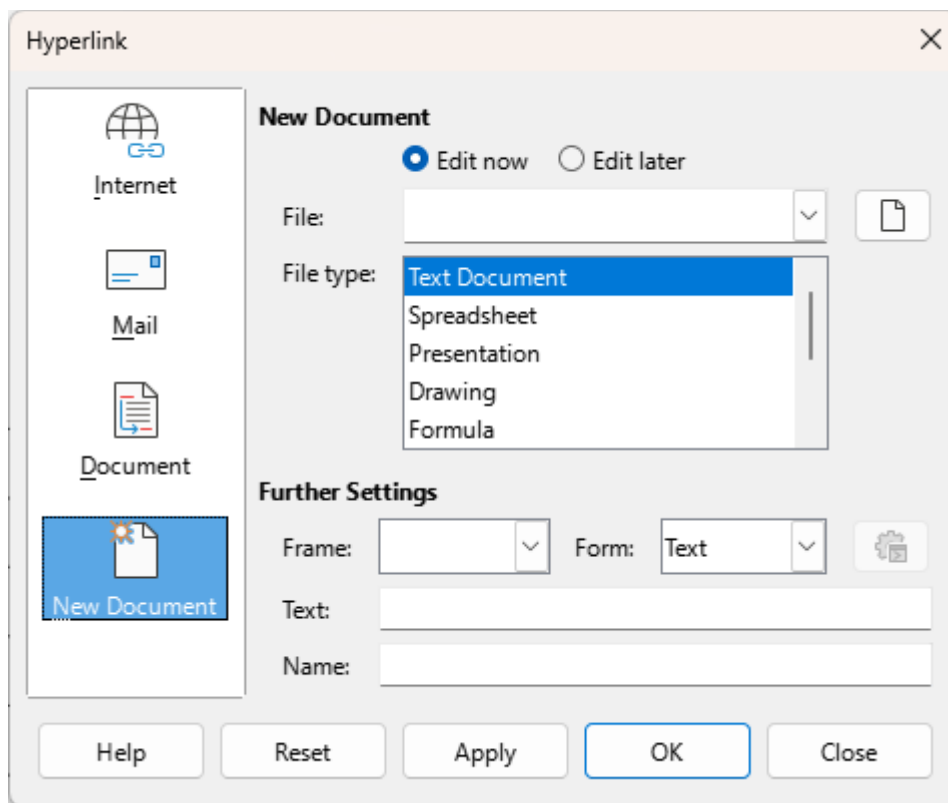 Hyperlink
Internet
Mail
Document
New Document
New Document
Edit now Edit later
File:
File type:
Text Document
Spreadsheet
Presentation
Drawing
Formula
Further Settings
Frame: Form: Text
Text:
Name:
Help Reset Apply OK Close